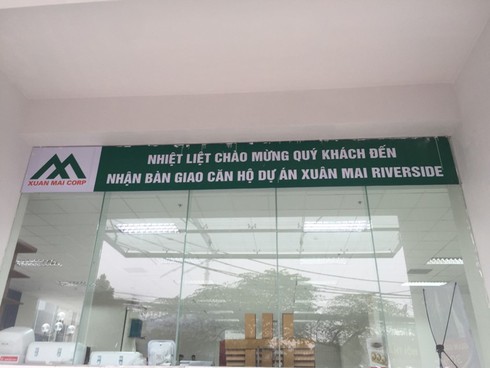 XUÂN MAI CORP
NHIỆT LIỆT CHÀO MỪNG QUÝ KHÁCH ĐẾN
NHẬN BÀN GIAO CĂN HỘ DỰ ÁN XUÂN MAI RIVERSIDE